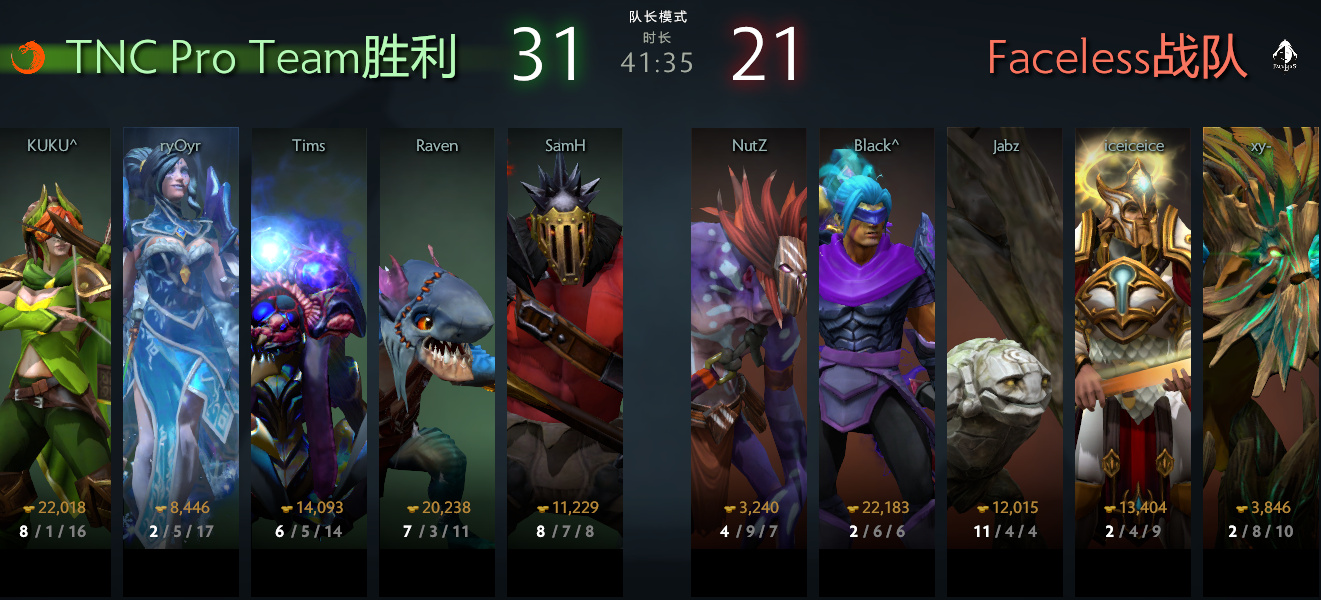 队长模式
TNC Pro Team胜利 31 时长 21 Faceless战队
41:35
KUKU^ ryOyr Tims Raven SamH NutZ Black^ Jabz iceiceice xy-
22,018 8,446 14,093 20,238 11,229 3,240 22,183 12,015 13,404 3,846
8 / 1 / 16 2 / 5 / 17 6 / 5 / 14 7 / 3 / 11 8 / 7 / 8 4 / 9 / 7 2 / 6 / 6 11 / 4 / 4 2 / 4 / 9 2 / 8 / 10